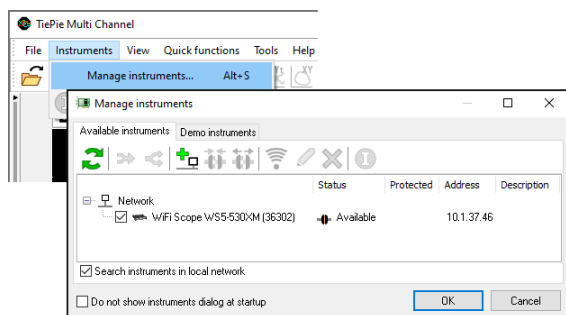 TiePie Multi Channel
File Instruments View Quick functions Tools Help
Manage instruments... Alt+S
Manage instruments
Available instruments Demo instruments
Status Protected Address Description
Network
WiFi Scope WS5-530XM (36302) Available 10.1.37.46
Search instruments in local network
Do not show instruments dialog at startup OK Cancel